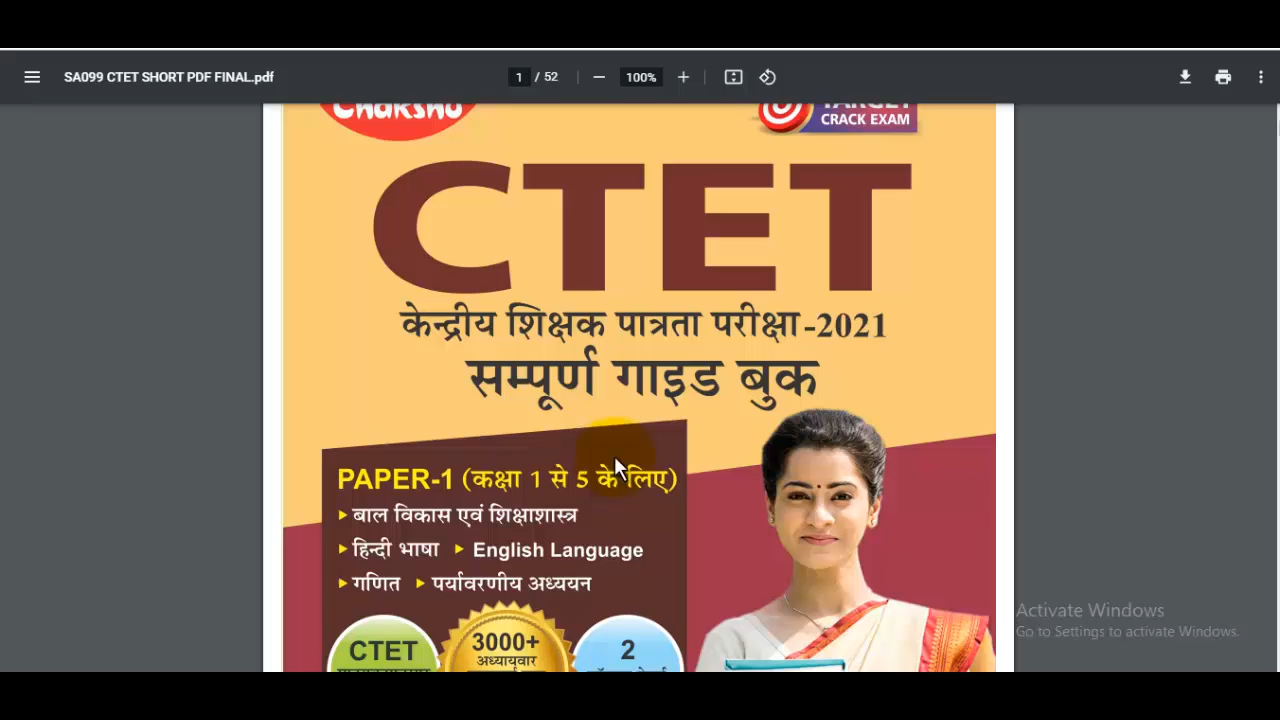 SA099 CTET SHORT PDF FINAL.pdf
1 / 52
100%
Chakshu
TARGET
CRACK EXAM
CTET
केन्द्रीय शिक्षक पात्रता परीक्षा-2021
सम्पूर्ण गाइड बुक
PAPER-1 (कक्षा 1 से 5 के लिए)
बाल विकास एवं शिक्षाशास्त्र
हिन्दी भाषा English Language
गणित पर्यावरणीय अध्ययन
CTET
3000+
अध्यायवार
2
Activate Windows
Go to Settings to activate Windows.